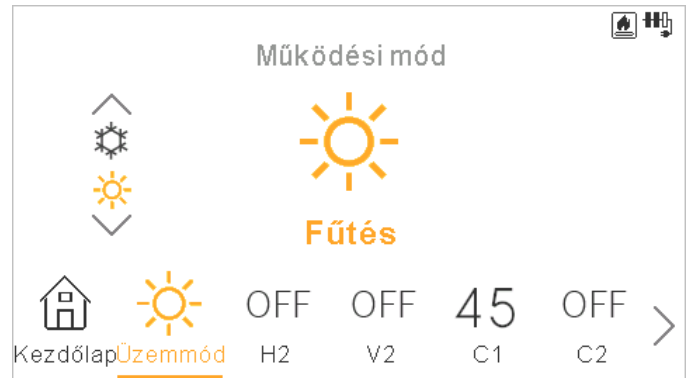 Működési mód
Fűtés
OFF OFF 45 OFF
Kezdőlap Üzemmód H2 V2 C1 C2